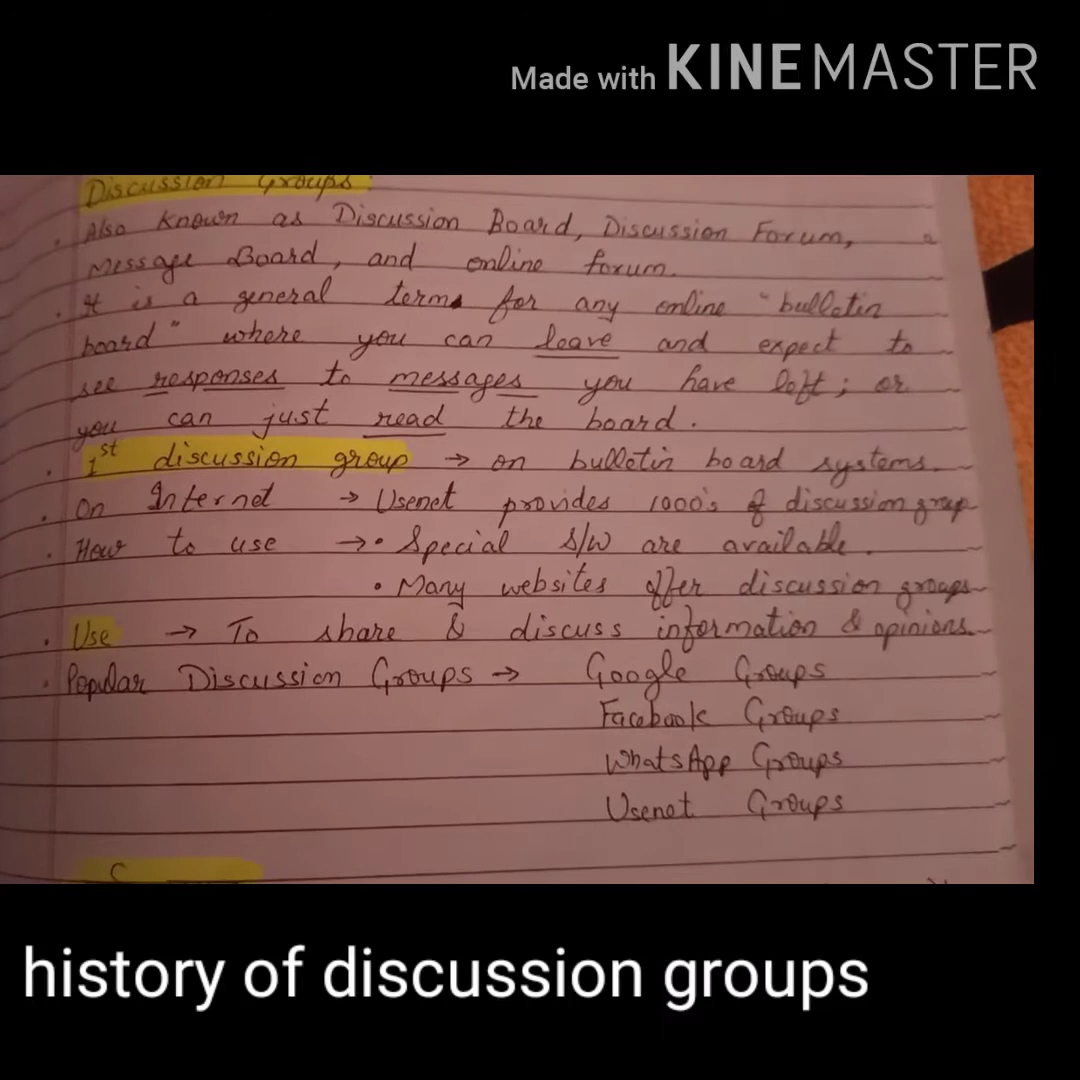 Made with KINEMASTER
Discussion Groups
• Also known as Discussion Board, Discussion Forum,
Message Board, and online forum.
• It is a general term for any online "bulletin
board" where you can leave and expect to
see responses to messages you have left; or
you can just read the board.
• 1st discussion group → on bulletin board systems.
• On Internet → Usenet provides 1000's of discussion group
• How to use → • Special S/W are available.
• Many websites offer discussion groups
• Use → To share & discuss information & opinions.
• Popular Discussion Groups → Google Groups
Facebook Groups
WhatsApp Groups
Usenet Groups
history of discussion groups